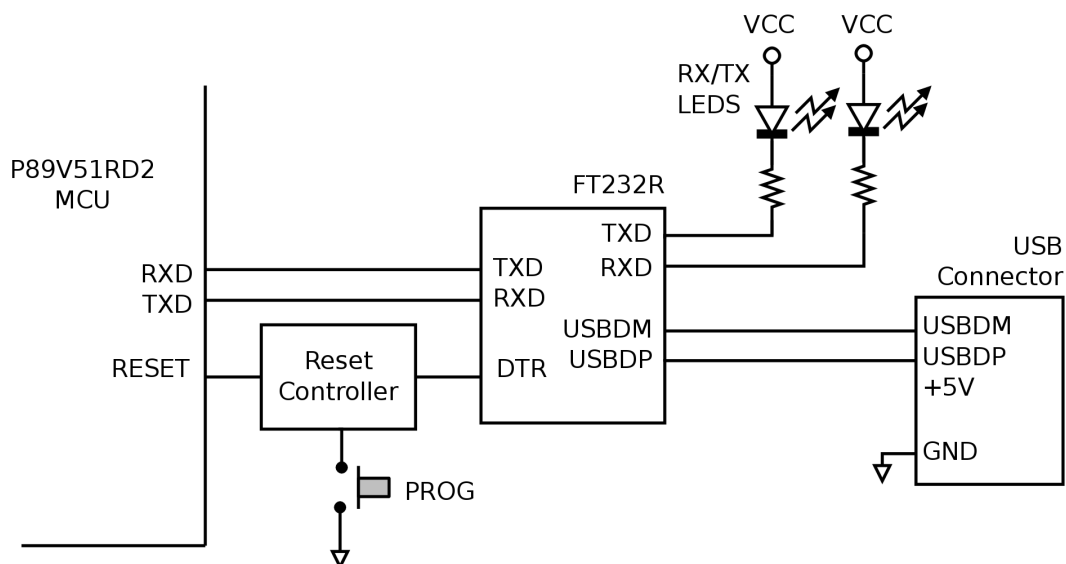 VCC
VCC
RX/TX
LEDS
P89V51RD2
MCU
FT232R
TXD
RXD
USB
Connector
RXD
TXD
TXD
RXD
USBDM
USBDP
USBDM
USBDP
+5V
RESET
Reset
Controller
DTR
GND
PROG